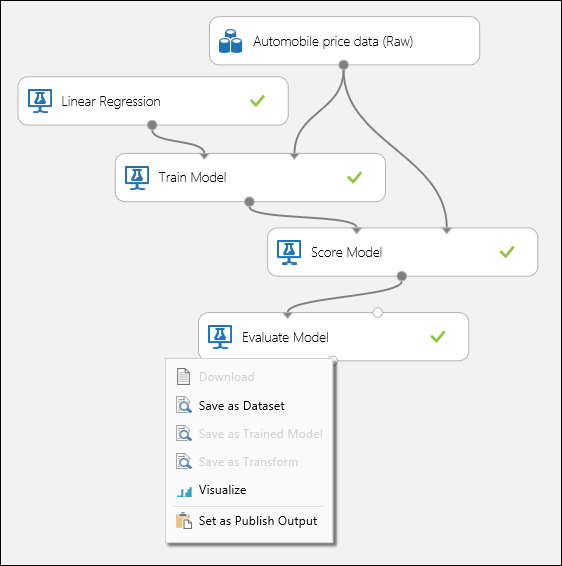 Automobile price data (Raw)
Linear Regression
Train Model
Score Model
Evaluate Model
Download
Save as Dataset
Save as Trained Model
Save as Transform
Visualize
Set as Publish Output